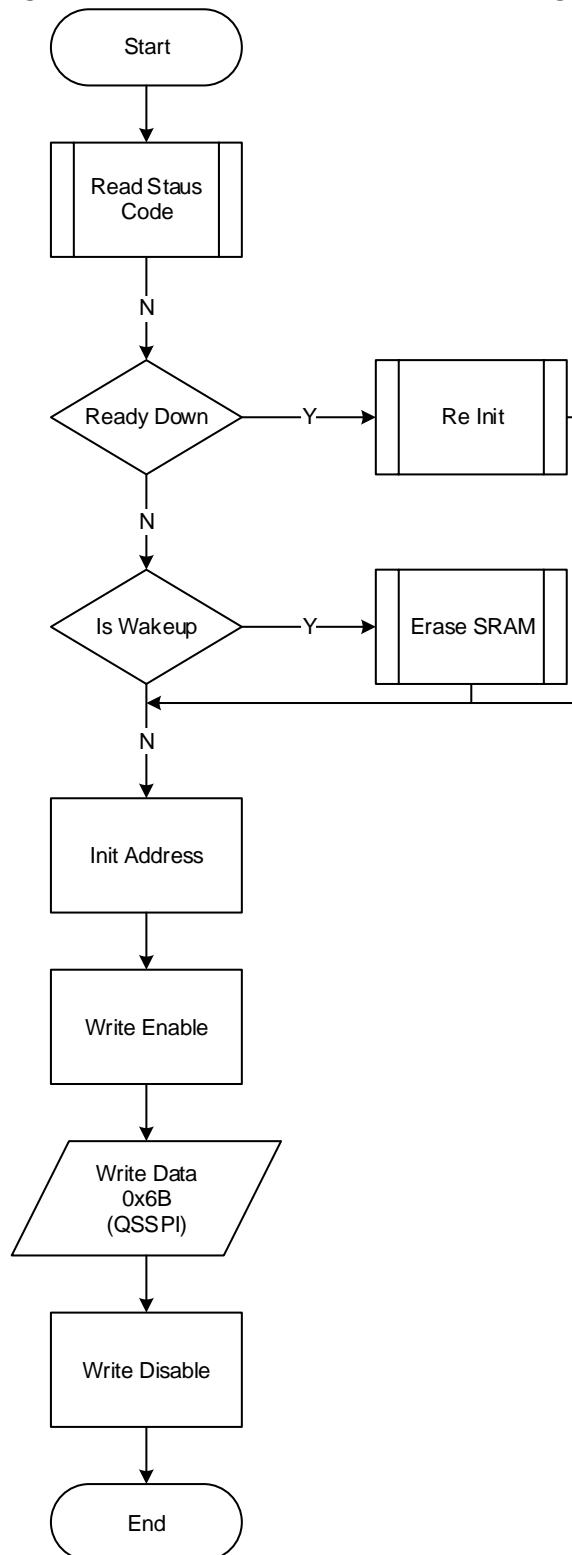 Start
Read Staus
Code
N
Ready Down
Y
Re Init
N
Is Wakeup
Y
Erase SRAM
N
Init Address
Write Enable
Write Data
0x6B
(QSSPI)
Write Disable
End